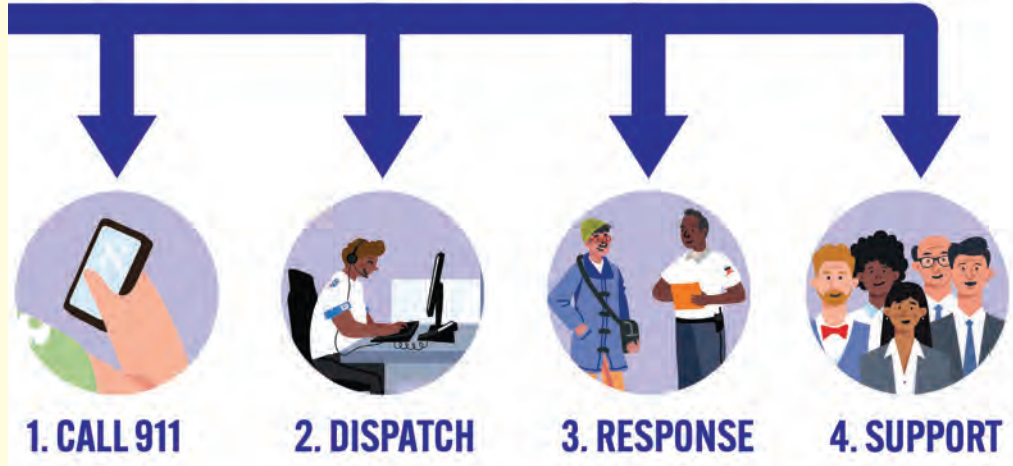 1. CALL 911
2. DISPATCH
3. RESPONSE
4. SUPPORT